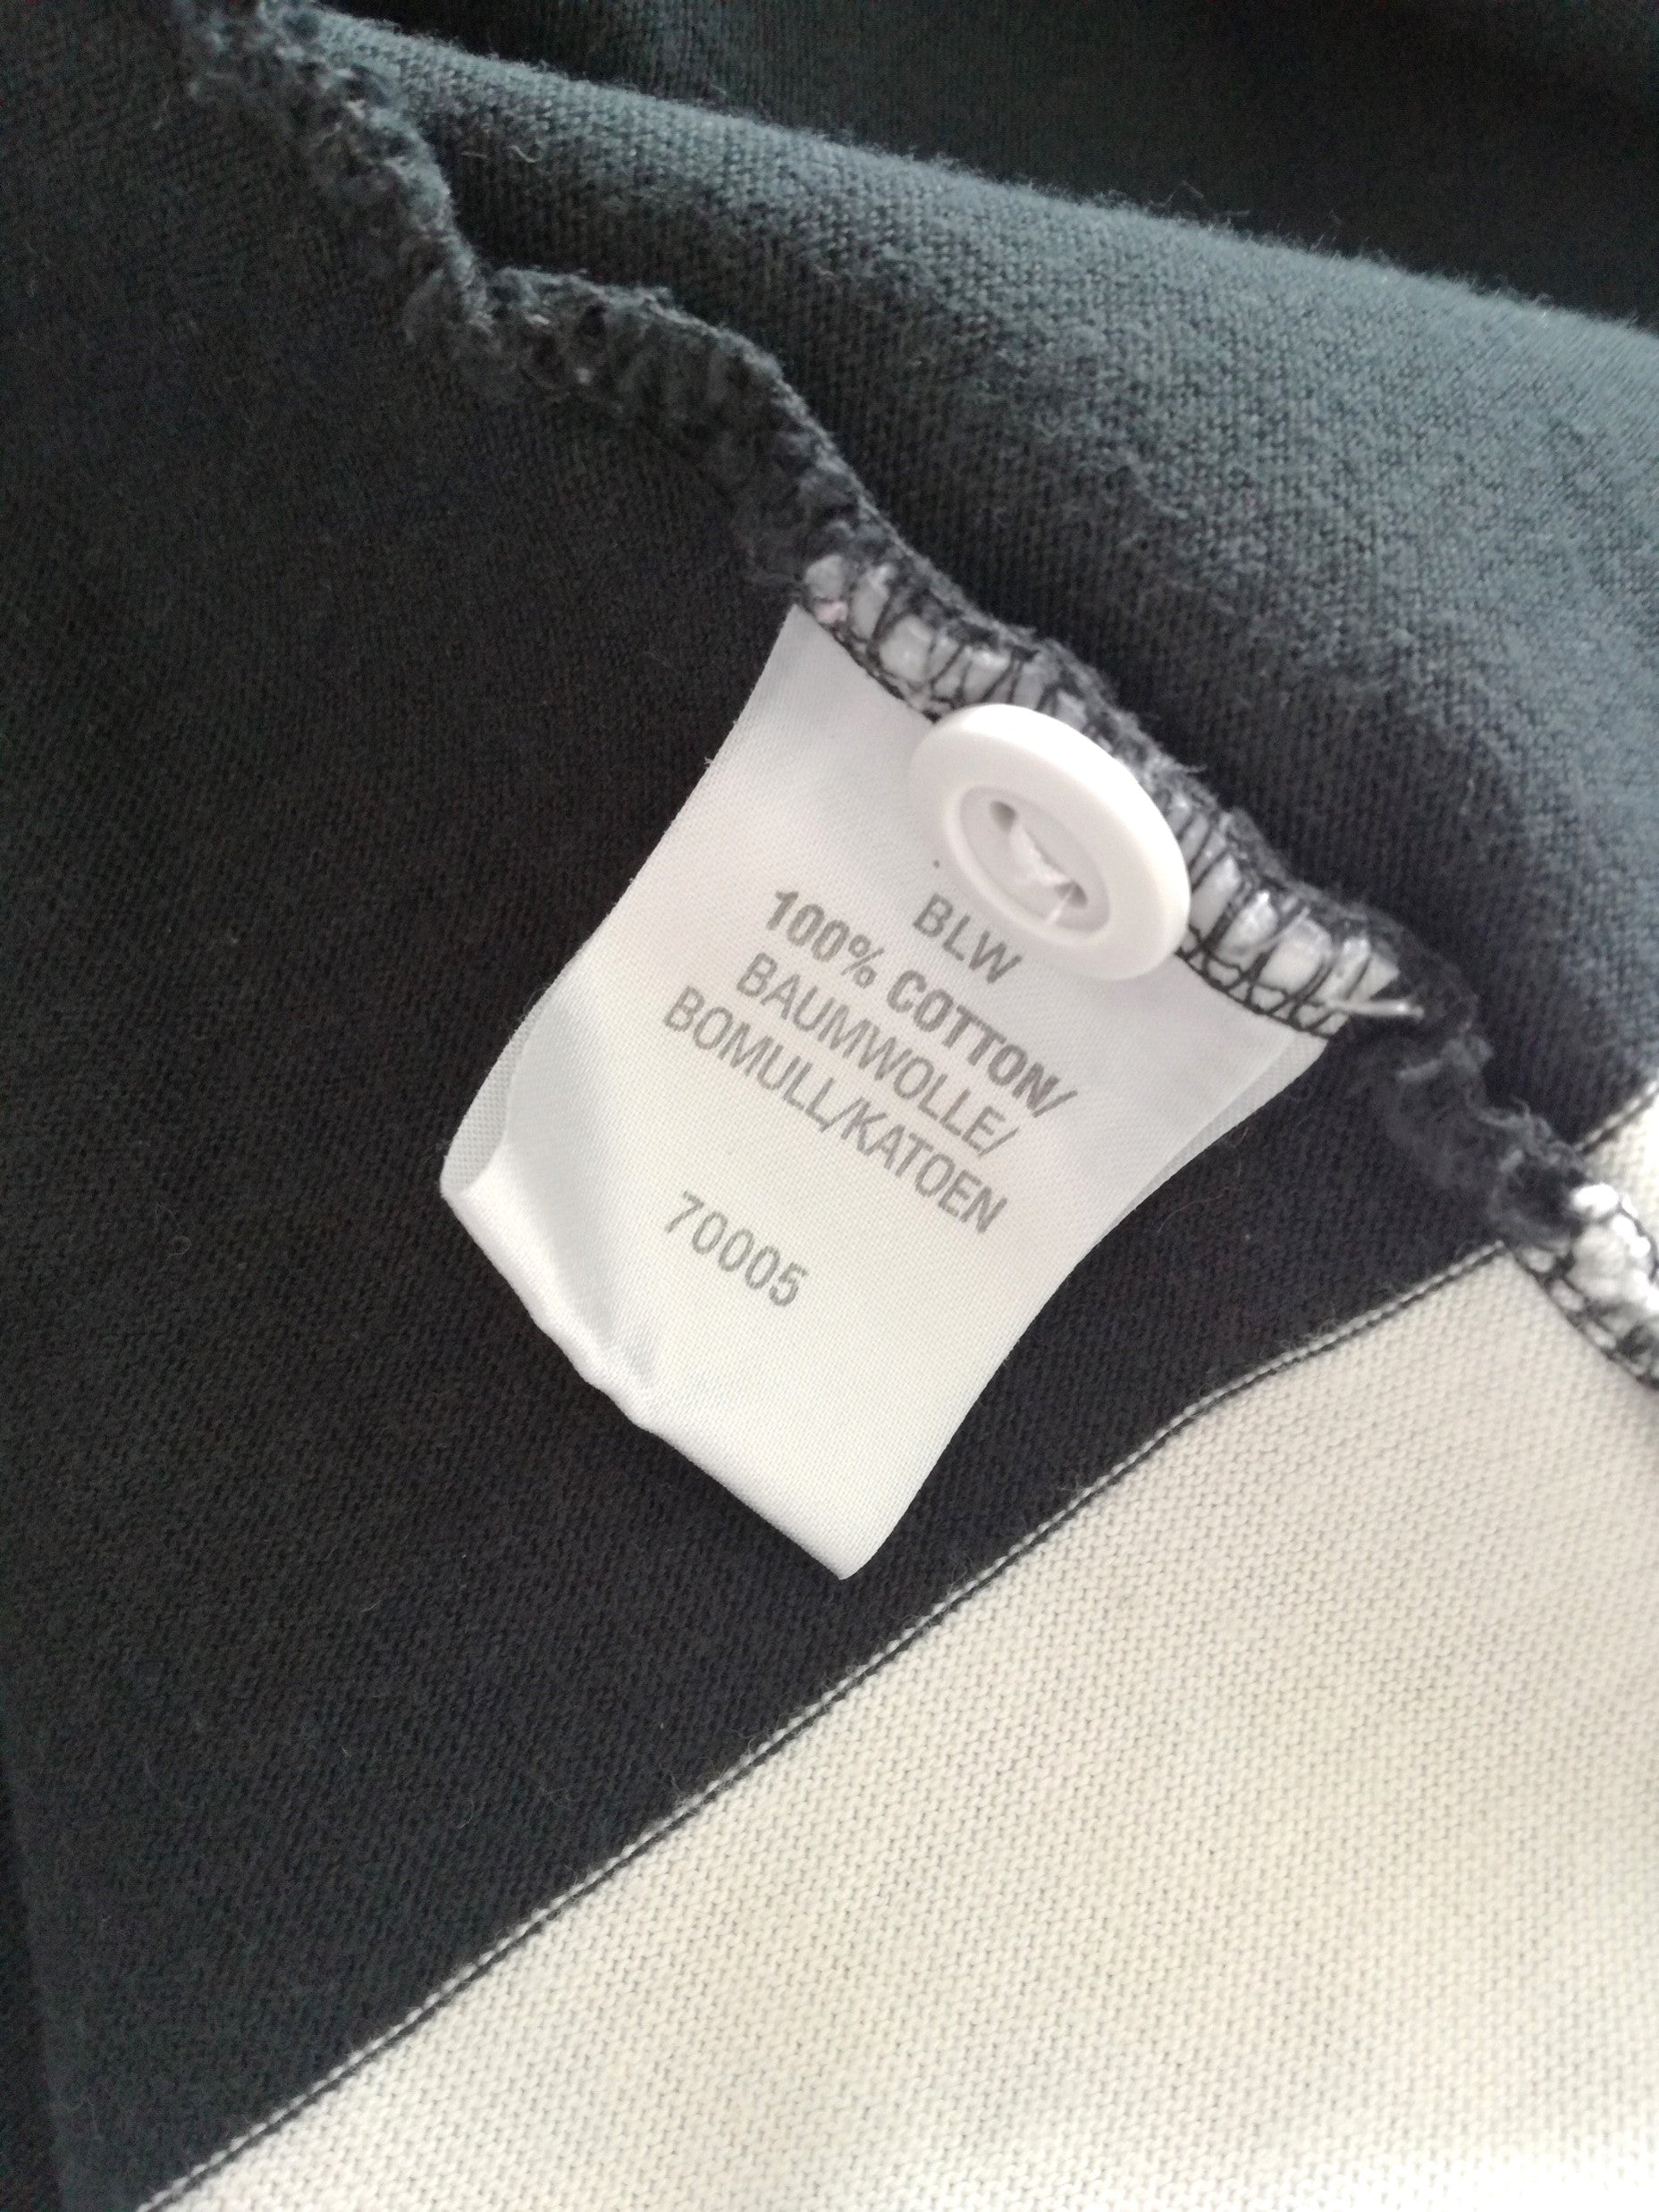 BLW
100% COTTON/
BAUMWOLLE/
BOMULL/KATOEN
70005